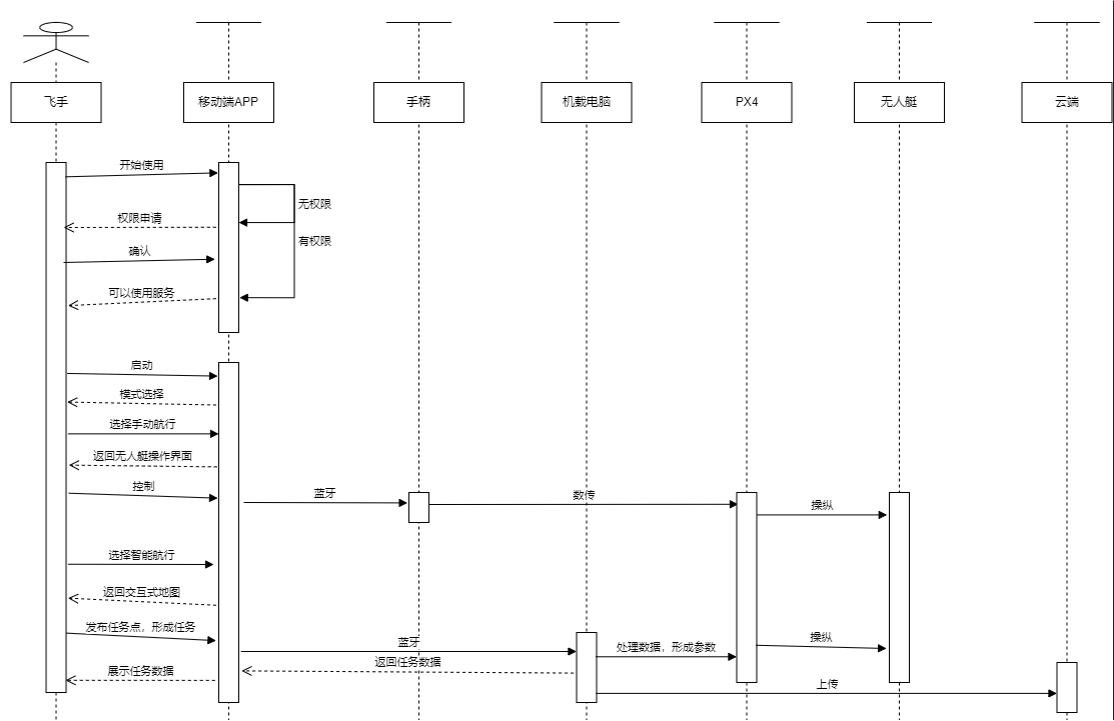 飞手
移动端APP
手柄
机载电脑
PX4
无人艇
云端
开始使用
无权限
权限申请
有权限
确认
可以使用服务
启动
模式选择
选择手动航行
返回无人艇操作界面
控制
蓝牙
数传
操纵
选择智能航行
返回交互式地图
发布任务点，形成任务
蓝牙
处理数据，形成参数
操纵
返回任务数据
展示任务数据
上传